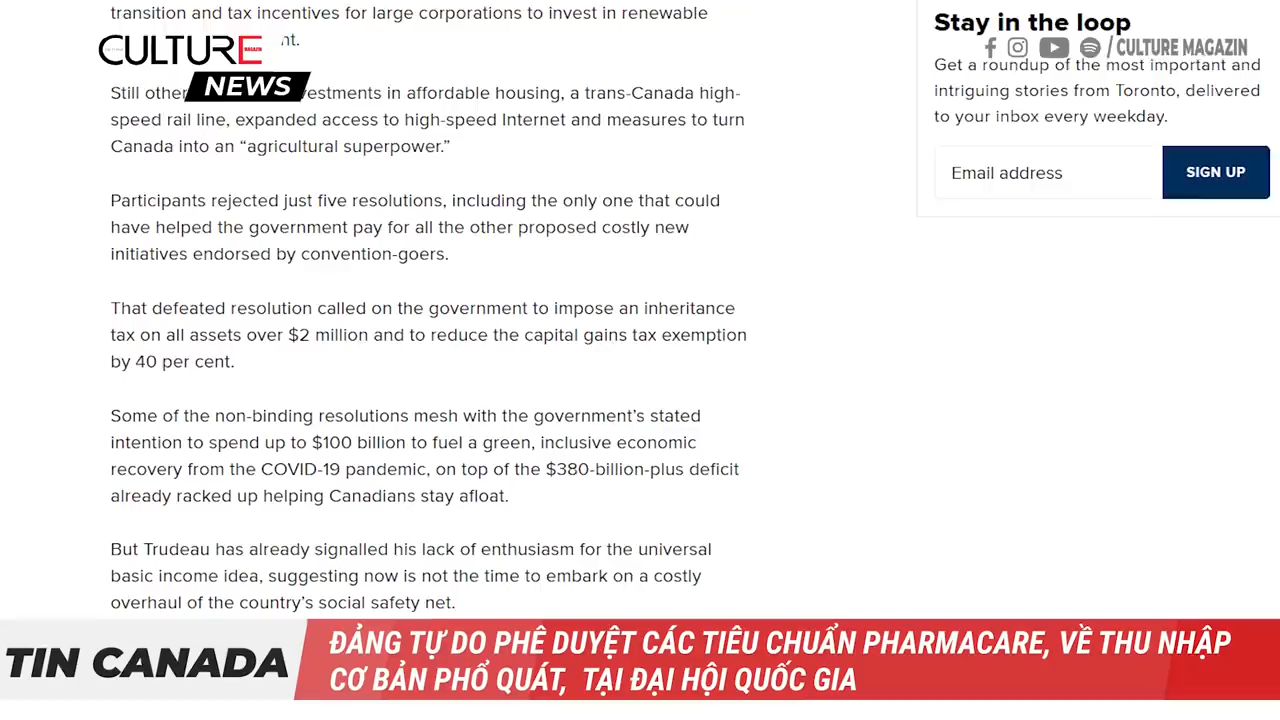 transition and tax incentives for large corporations to invest in renewable
nt.
CULTURE
MAGAZIN
NEWS
Still other vestments in affordable housing, a trans-Canada high-
speed rail line, expanded access to high-speed Internet and measures to turn
Canada into an “agricultural superpower.”
Participants rejected just five resolutions, including the only one that could
have helped the government pay for all the other proposed costly new
initiatives endorsed by convention-goers.
That defeated resolution called on the government to impose an inheritance
tax on all assets over $2 million and to reduce the capital gains tax exemption
by 40 per cent.
Some of the non-binding resolutions mesh with the government’s stated
intention to spend up to $100 billion to fuel a green, inclusive economic
recovery from the COVID-19 pandemic, on top of the $380-billion-plus deficit
already racked up helping Canadians stay afloat.
But Trudeau has already signalled his lack of enthusiasm for the universal
basic income idea, suggesting now is not the time to embark on a costly
overhaul of the country’s social safety net.
Stay in the loop
/ CULTURE MAGAZIN
Get a roundup of the most important and
intriguing stories from Toronto, delivered
to your inbox every weekday.
Email address
SIGN UP
TIN CANADA
ĐẢNG TỰ DO PHÊ DUYỆT CÁC TIÊU CHUẨN PHARMACARE, VỀ THU NHẬP
CƠ BẢN PHỔ QUÁT, TẠI ĐẠI HỘI QUỐC GIA